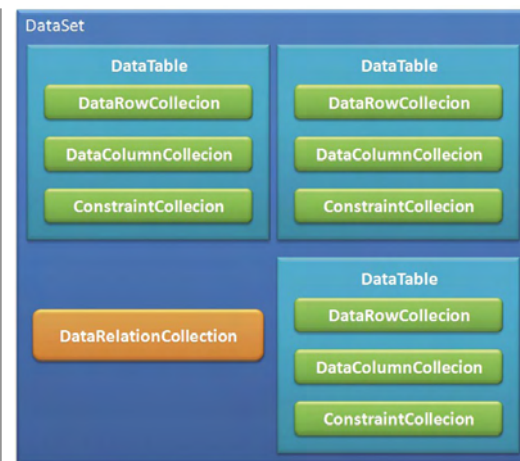 DataSet
DataTable
DataRowCollecion
DataColumnCollecion
ConstraintCollecion
DataTable
DataRowCollecion
DataColumnCollecion
ConstraintCollecion
DataRelationCollection
DataTable
DataRowCollecion
DataColumnCollecion
ConstraintCollecion